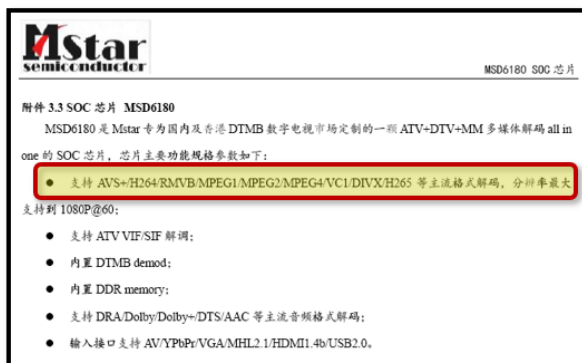 Mstar
semiconductor
MSD6180 SOC 芯片
附件 3.3 SOC 芯片 MSD6180
MSD6180 是 Mstar 专为国内及香港 DTMB 数字电视市场定制的一颗 ATV+DTV+MM 多媒体解码 all in
one 的 SOC 芯片，芯片主要功能规格参数如下：
● 支持 AVS+/H264/RMVB/MPEG1/MPEG2/MPEG4/VC1/DIVX/H265 等主流格式解码，分辨率最大
支持到 1080P@60；
● 支持 ATV VIF/SIF 解调；
● 内置 DTMB demod；
● 内置 DDR memory；
● 支持 DRA/Dolby/Dolby+/DTS/AAC 等主流音频格式解码；
● 输入接口支持 AV/YPbPr/VGA/MHL2.1/HDMI1.4b/USB2.0。